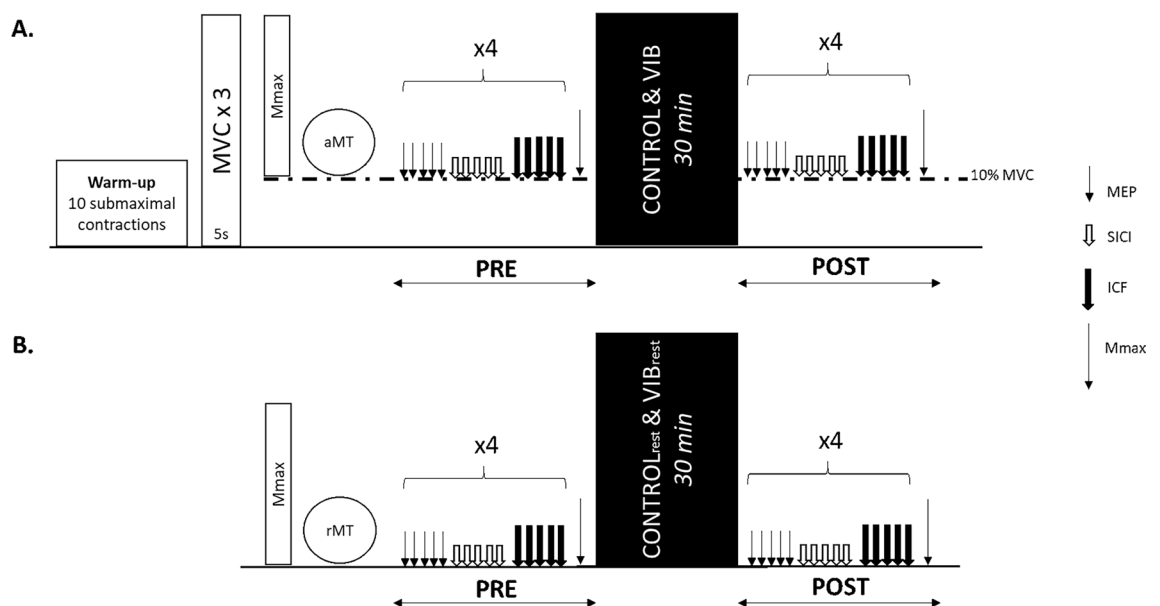 A.
Warm-up
10 submaximal
contractions
MVC x 3
5s
Mmax
aMT
x4
CONTROL & VIB
30 min
x4
10% MVC
PRE
POST
MEP
SICI
ICF
Mmax
B.
Mmax
rMT
x4
CONTROLrest & VIBrest
30 min
x4
PRE
POST